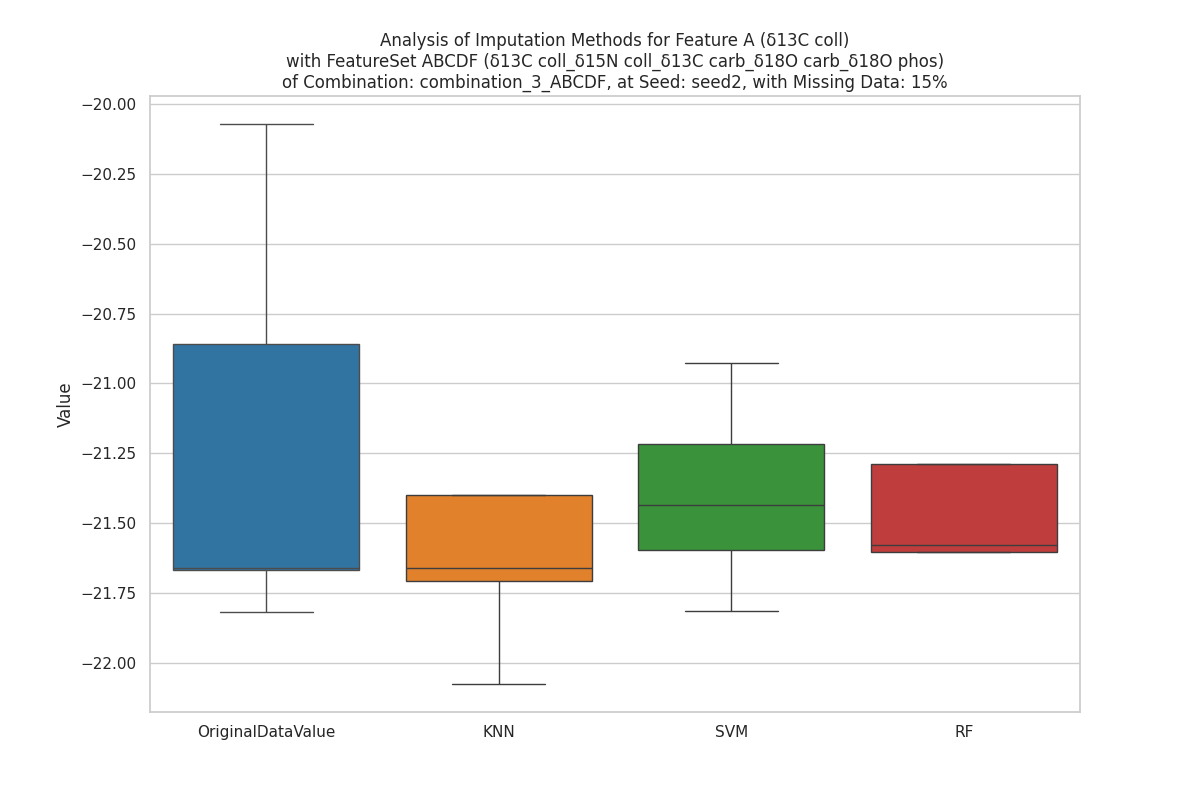 Analysis of Imputation Methods for Feature A (δ13C coll)
with FeatureSet ABCDF (δ13C coll_δ15N coll_δ13C carb_δ18O carb_δ18O phos)
of Combination: combination_3_ABCDF, at Seed: seed2, with Missing Data: 15%
−20.00
−20.25
−20.50
−20.75
−21.00
−21.25
−21.50
−21.75
−22.00
Value
OriginalDataValue
KNN
SVM
RF